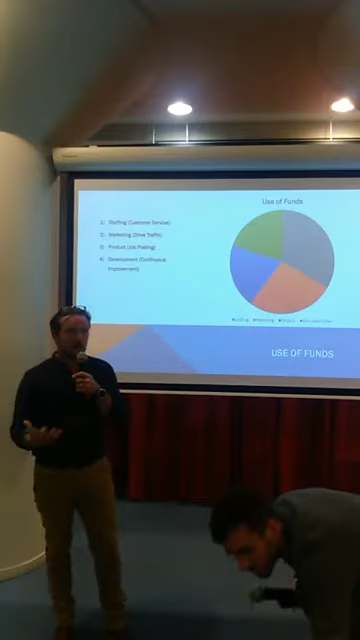 Use of Funds
1) Staffing (Customer Service)
2) Marketing (Drive Traffic)
3) Product (Job Posting)
4) Development (Continuous
Improvement)
USE OF FUNDS